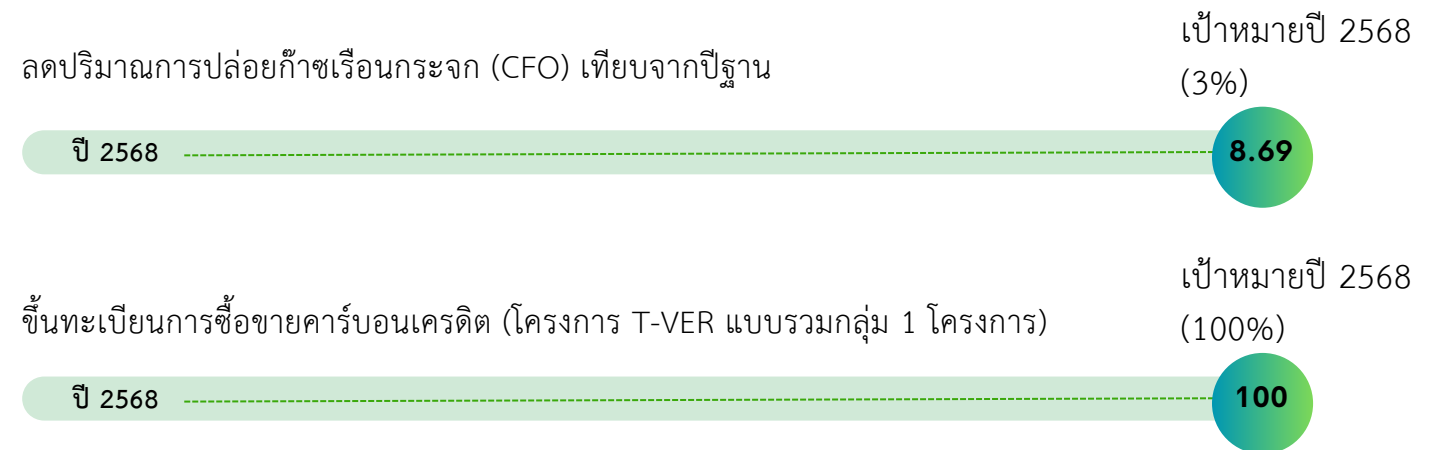 เป้าหมายปี 2568
(3%)
ลดปริมาณการปล่อยก๊าซเรือนกระจก (CFO) เทียบจากปีฐาน
ปี 2568
8.69
เป้าหมายปี 2568
(100%)
ขึ้นทะเบียนการซื้อขายคาร์บอนเครดิต (โครงการ T-VER แบบรวมกลุ่ม 1 โครงการ)
ปี 2568
100